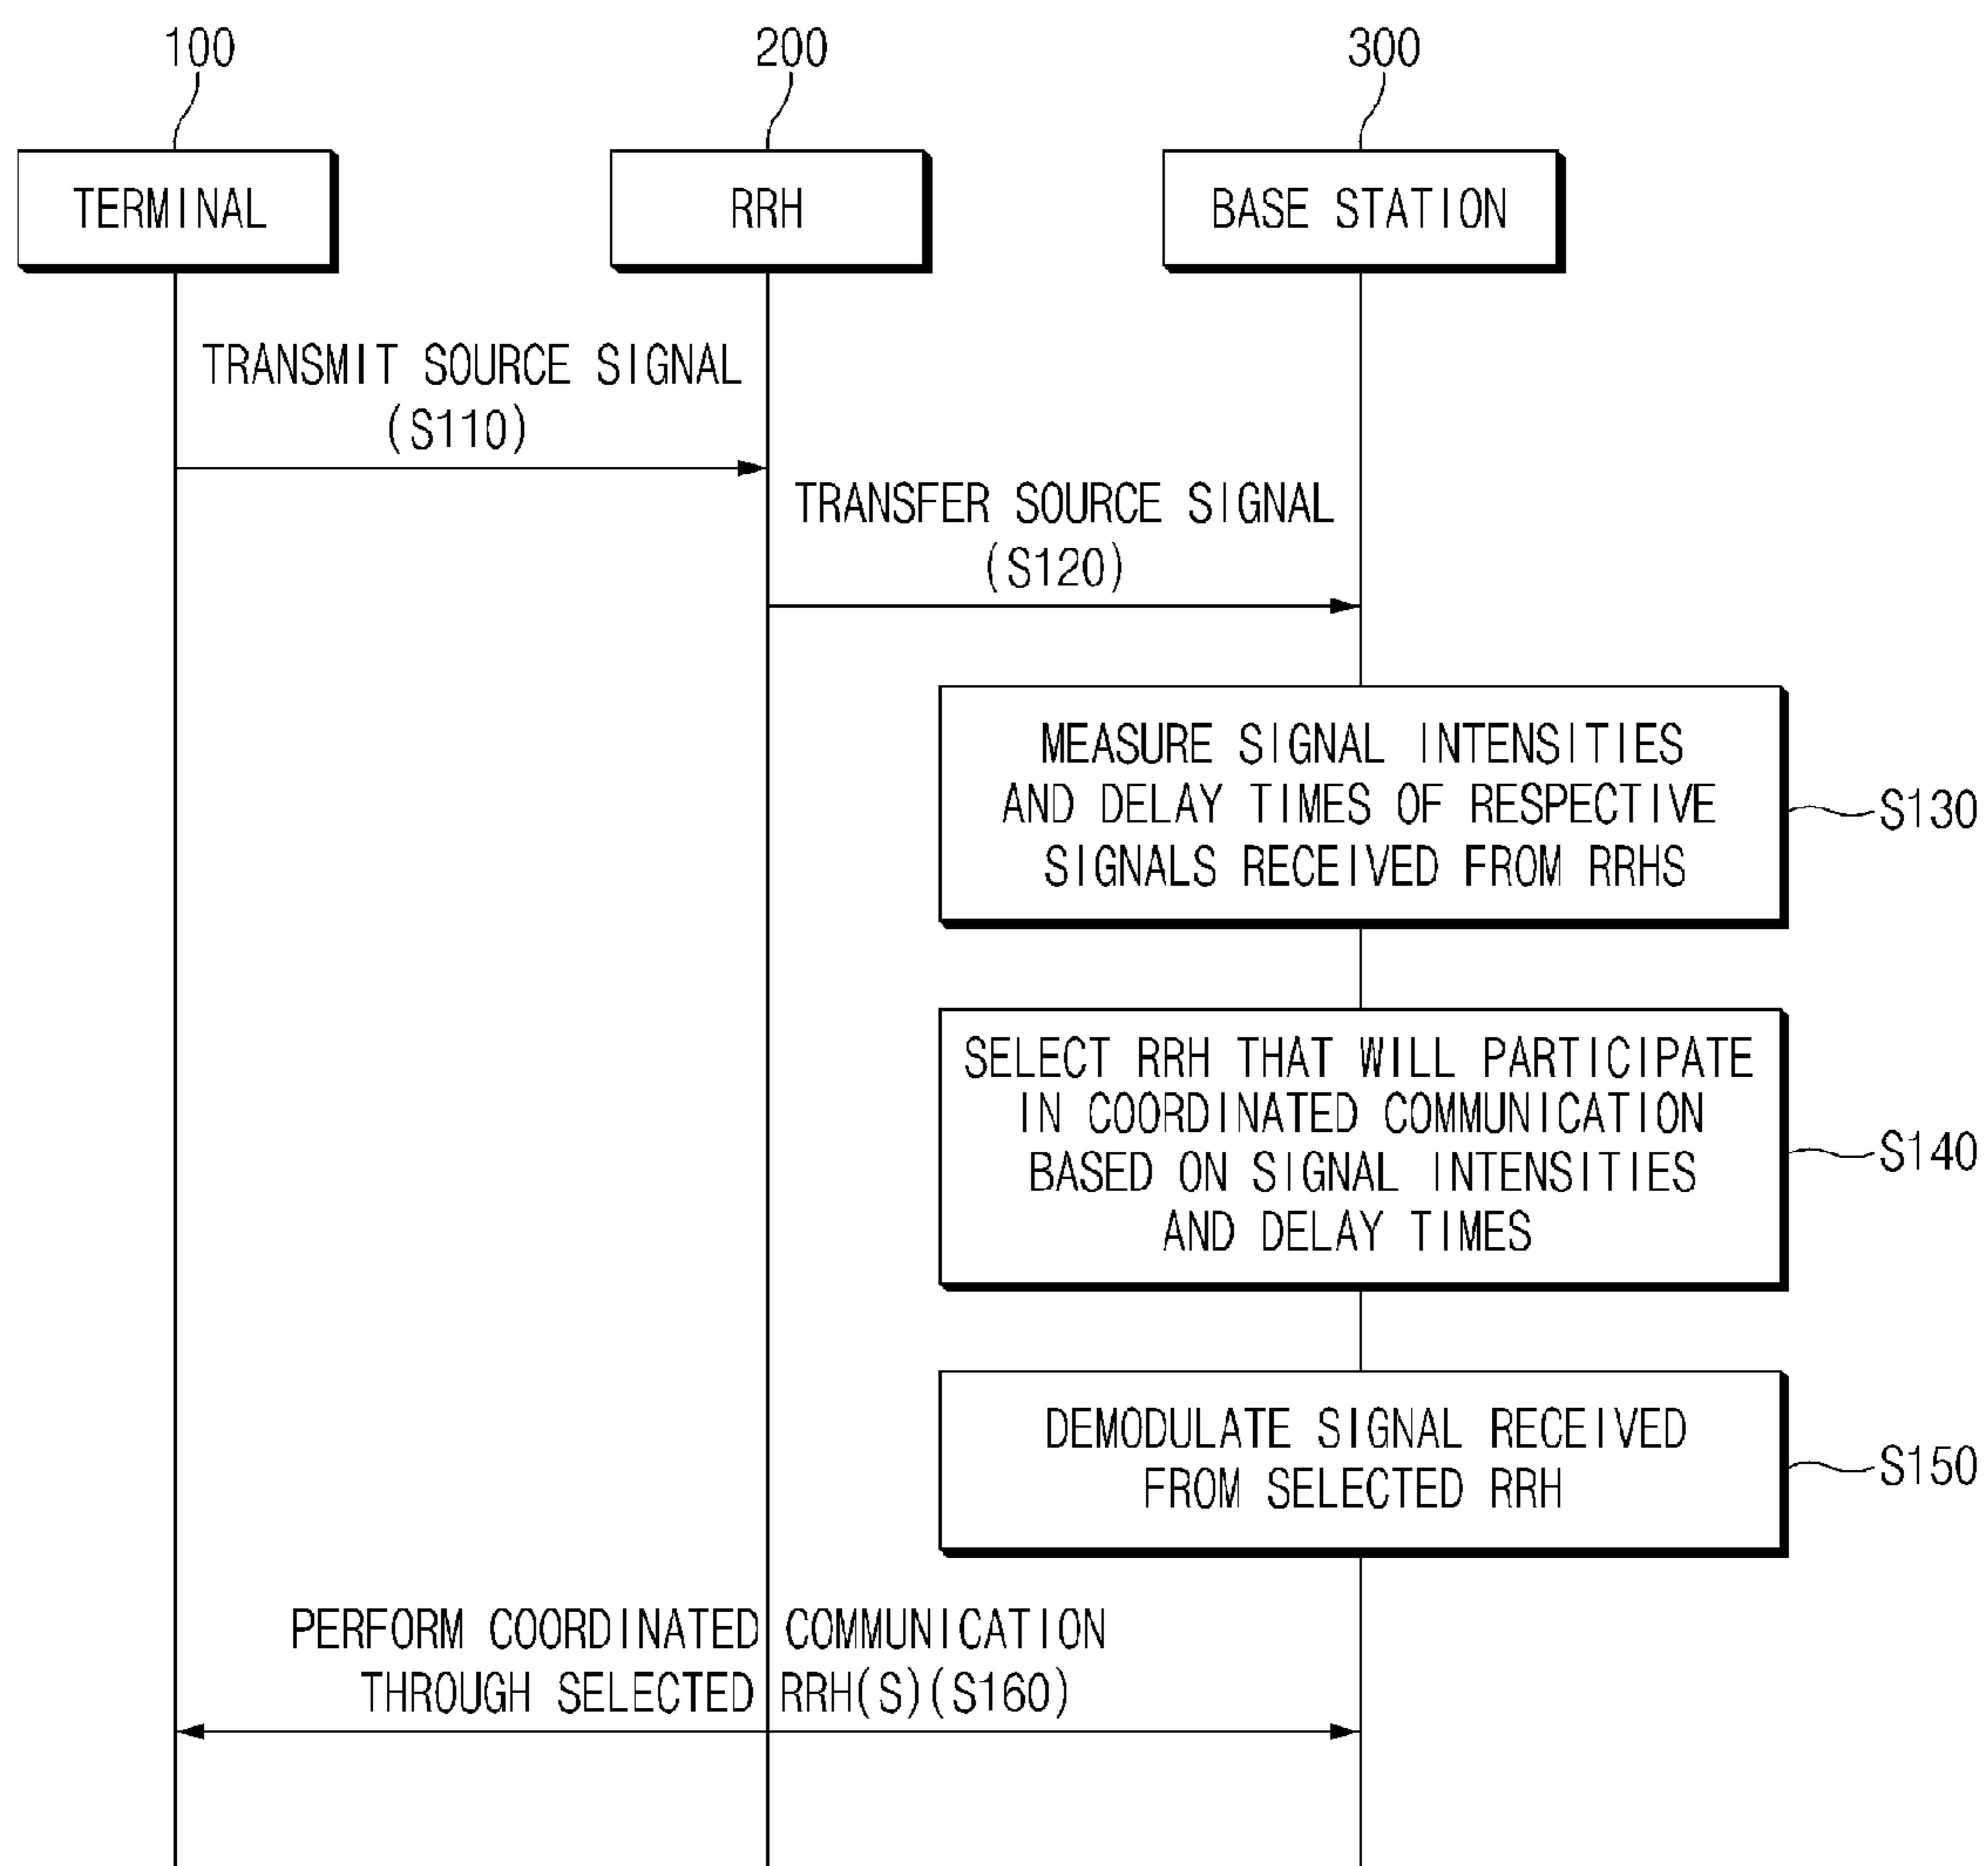 100
200
300
TERMINAL
RRH
BASE STATION
TRANSMIT SOURCE SIGNAL
(S110)
TRANSFER SOURCE SIGNAL
(S120)
MEASURE SIGNAL INTENSITIES
AND DELAY TIMES OF RESPECTIVE
SIGNALS RECEIVED FROM RRHS
S130
SELECT RRH THAT WILL PARTICIPATE
IN COORDINATED COMMUNICATION
BASED ON SIGNAL INTENSITIES
AND DELAY TIMES
S140
DEMODULATE SIGNAL RECEIVED
FROM SELECTED RRH
S150
PERFORM COORDINATED COMMUNICATION
THROUGH SELECTED RRH(S)(S160)